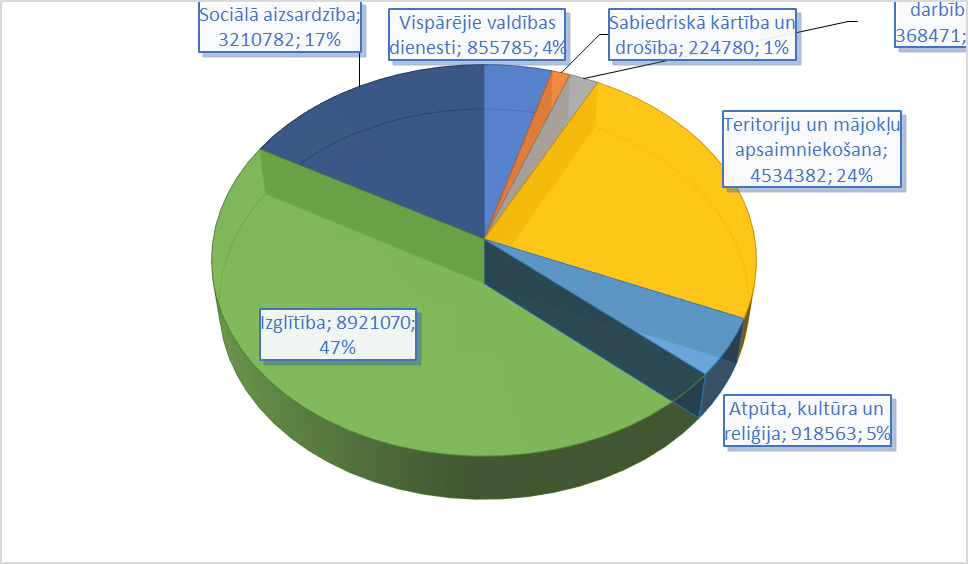 Sociālā aizsardzība;
3210782; 17%
Vispārējie valdības
dienesti; 855785; 4%
Sabiedriskā kārtība un
drošība; 224780; 1%
darbīb
368471;
Teritoriju un mājokļu
apsaimniekošana;
4534382; 24%
Izglītība; 8921070;
47%
Atpūta, kultūra un
reliģija; 918563; 5%